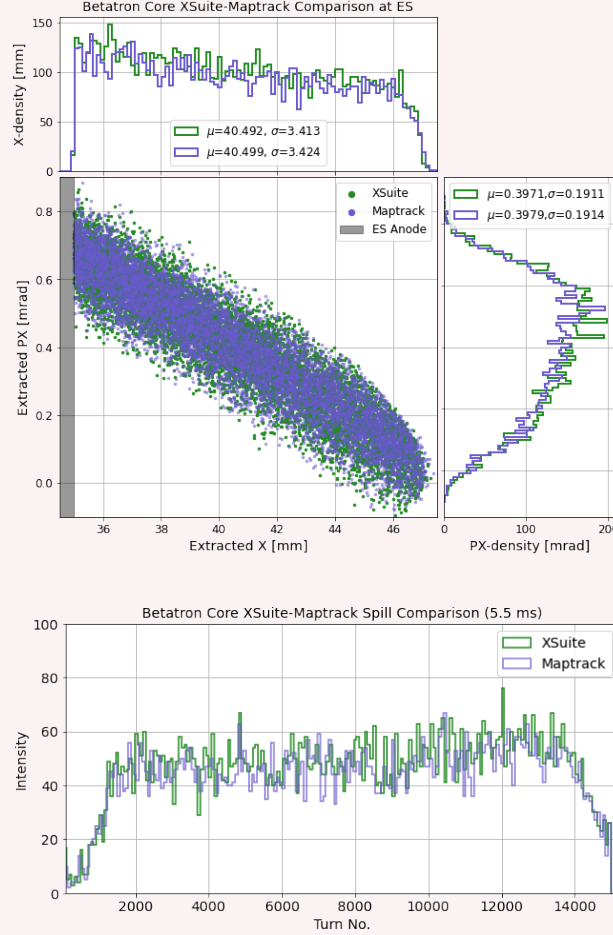 Betatron Core XSuite-Maptrack Comparison at ES
X-density [mm]
150
100
50
0
μ=40.492, σ=3.413
μ=40.499, σ=3.424
Extracted PX [mrad]
0.8
0.6
0.4
0.2
0.0
XSuite
Maptrack
ES Anode
36 38 40 42 44 46
Extracted X [mm]
μ=0.3971,σ=0.1911
μ=0.3979,σ=0.1914
0 100 200
PX-density [mrad]
Betatron Core XSuite-Maptrack Spill Comparison (5.5 ms)
Intensity
100
80
60
40
20
0
XSuite
Maptrack
2000 4000 6000 8000 10000 12000 14000
Turn No.